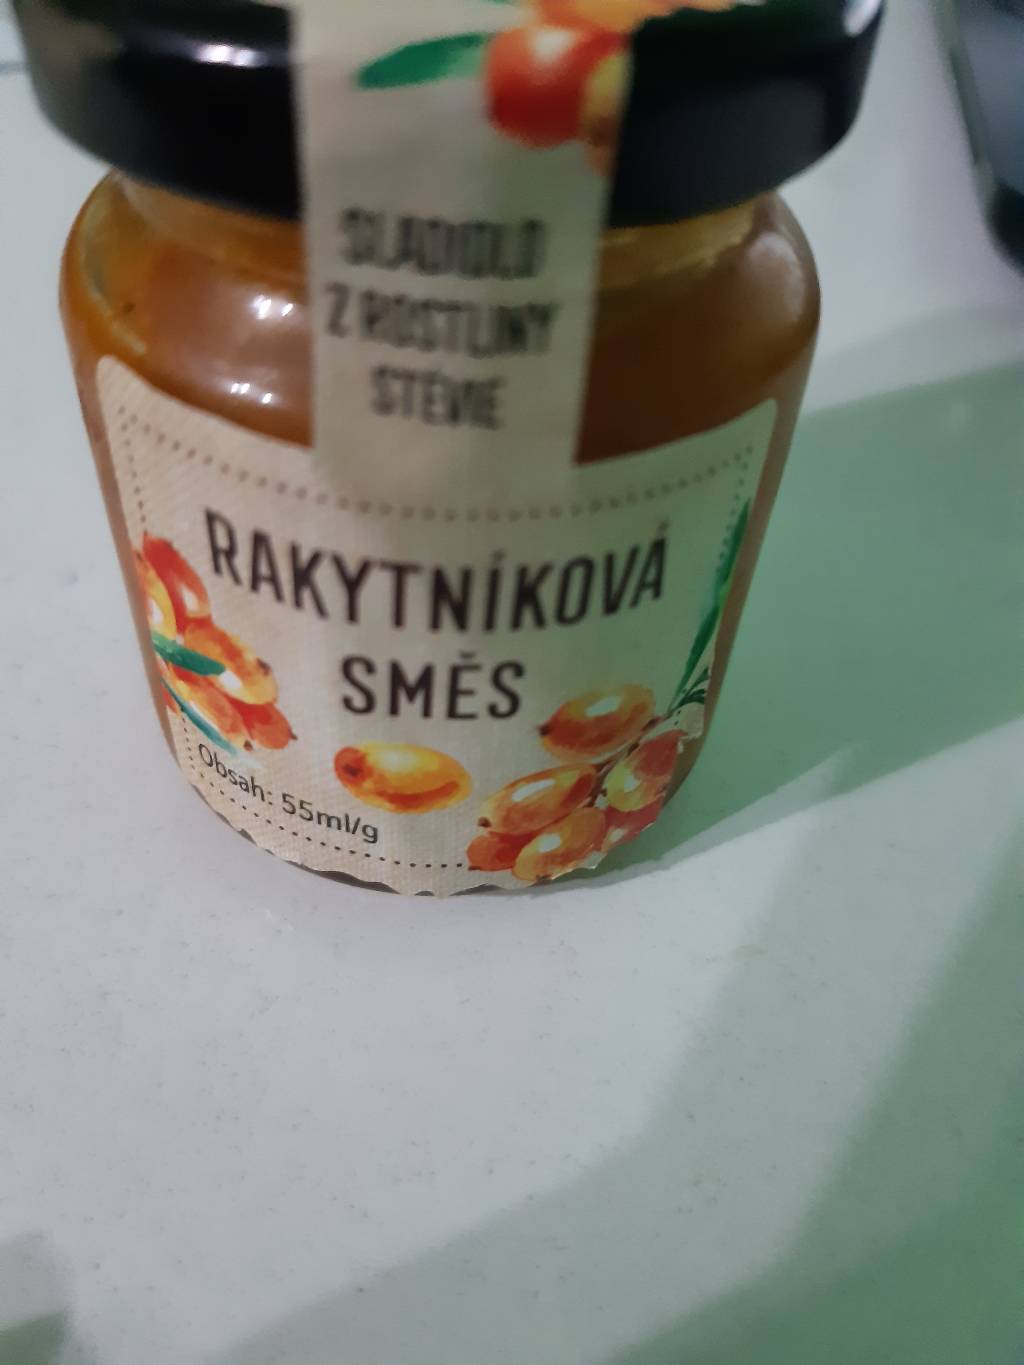 SLADIDLO
Z ROSTLINY
STÉVIE
RAKYTNÍKOVÁ
SMĚS
Obsah: 55ml/g